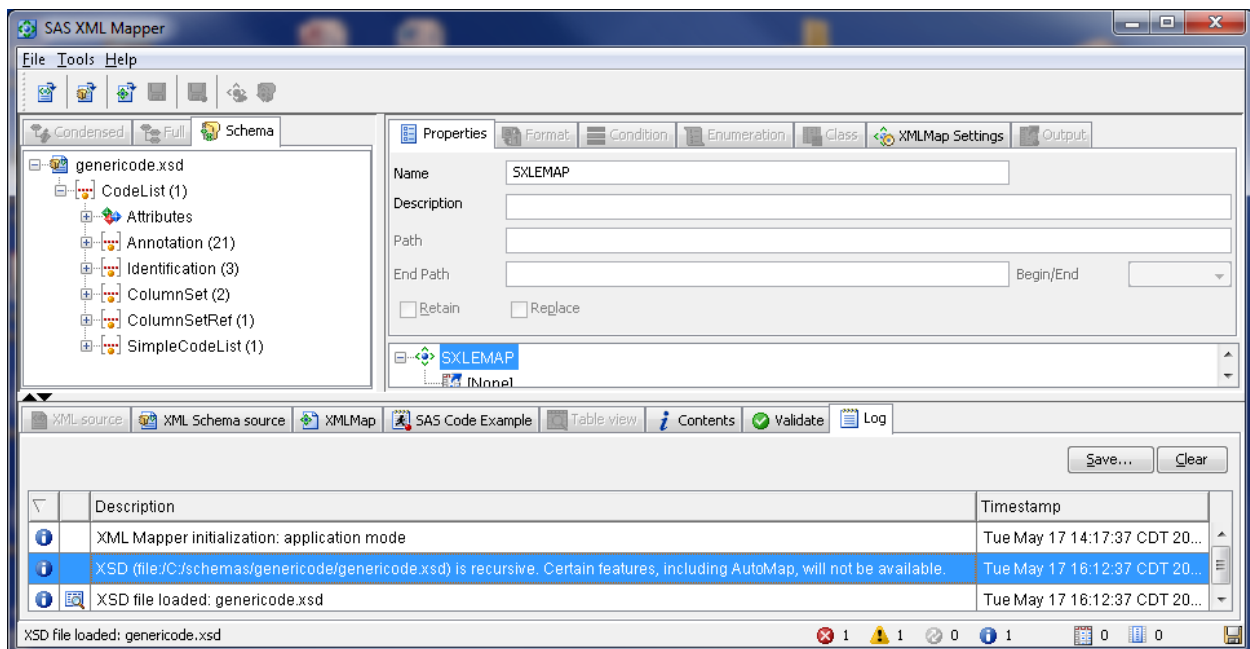 SAS XML Mapper
File Tools Help
Condensed Full Schema
Properties Format Condition Enumeration Class XMLMap Settings Output
genericode.xsd
CodeList (1)
Attributes
Annotation (21)
Identification (3)
ColumnSet (2)
ColumnSetRef (1)
SimpleCodeList (1)
Name SXLEMAP
Description
Path
End Path Begin/End
Retain Replace
SXLEMAP
[None]
XML source XML Schema source XMLMap SAS Code Example Table view Contents Validate Log
Save... Clear
Description Timestamp
XML Mapper initialization: application mode Tue May 17 14:17:37 CDT 20...
XSD (file:/C:/schemas/genericode/genericode.xsd) is recursive. Certain features, including AutoMap, will not be available. Tue May 17 16:12:37 CDT 20...
XSD file loaded: genericode.xsd Tue May 17 16:12:37 CDT 20...
XSD file loaded: genericode.xsd 1 1 0 1 0 0